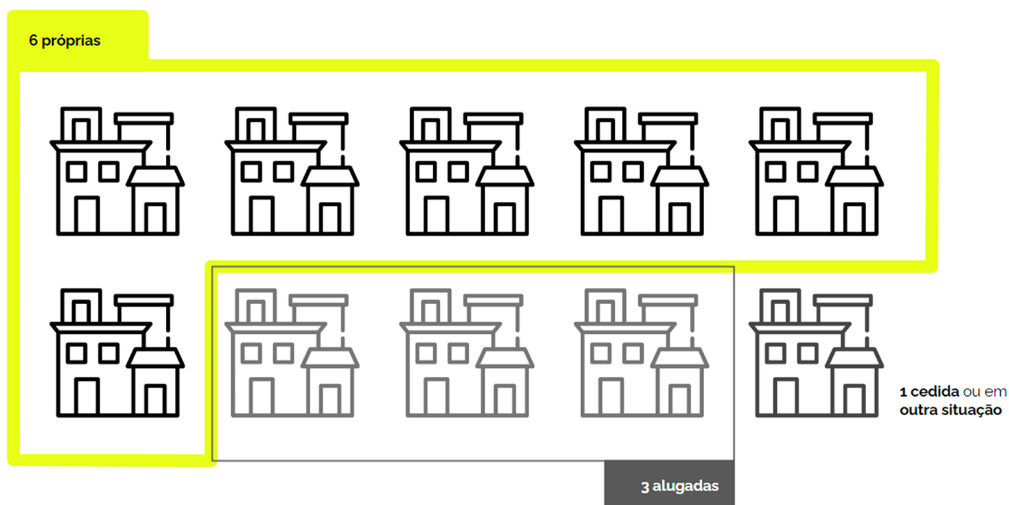 6 próprias
1 cedida ou em
outra situação
3 alugadas